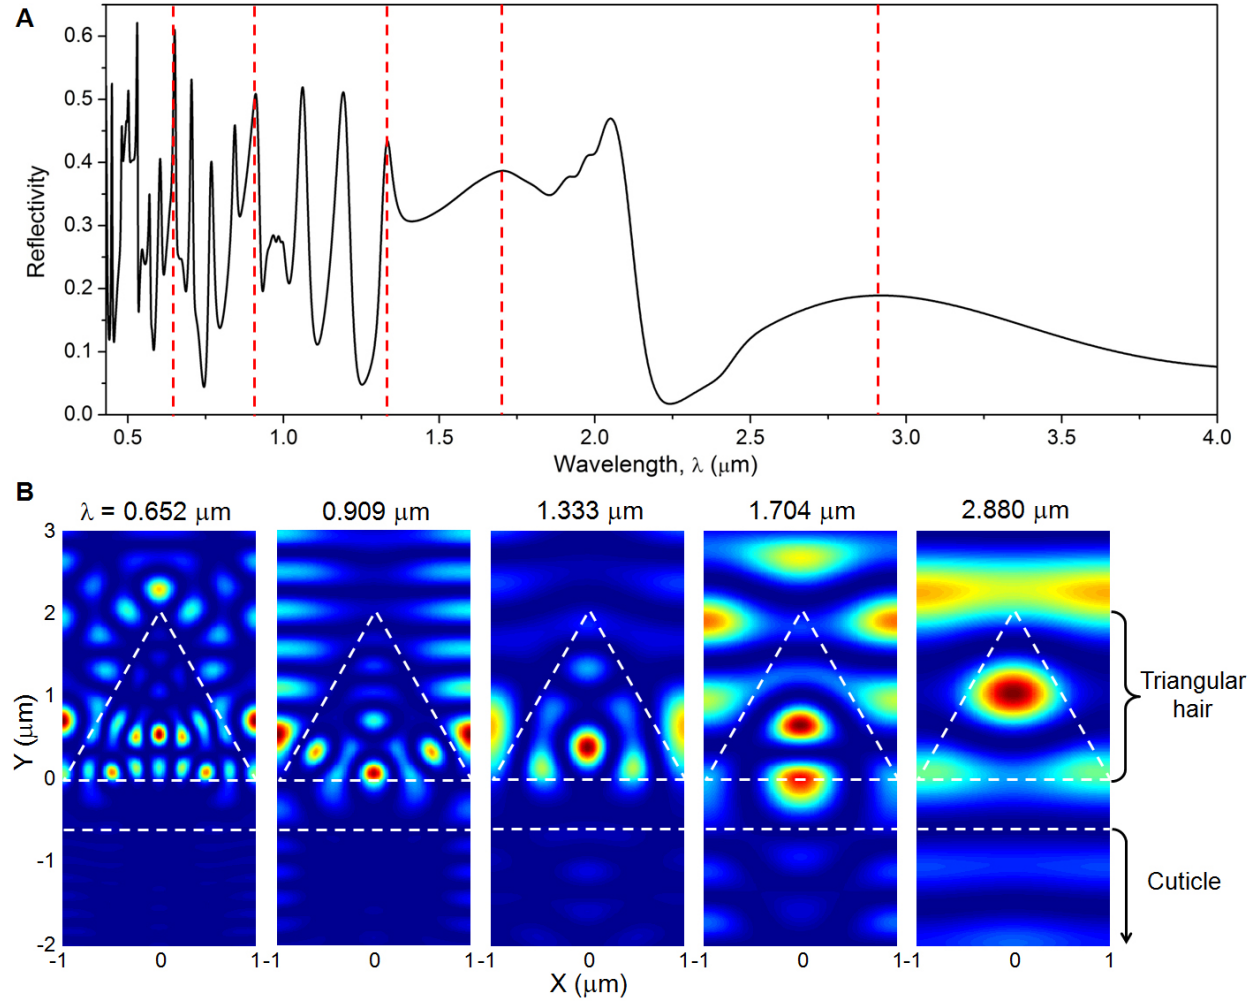 A
Reflectivity
0.6
0.5
0.4
0.3
0.2
0.1
0.0
0.5 1.0 1.5 2.0 2.5 3.0 3.5 4.0
Wavelength, λ (μm)
B
λ = 0.652 μm 0.909 μm 1.333 μm 1.704 μm 2.880 μm
Y (μm)
3
2
1
0
-1
-2
Triangular
hair
Cuticle
-1 0 1 -1 0 1 -1 0 1 -1 0 1 -1 0 1
X (μm)